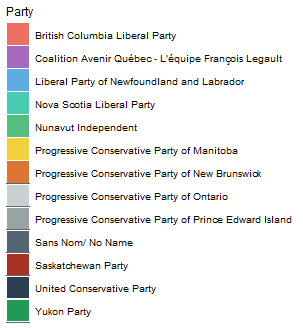 Party
British Columbia Liberal Party
Coalition Avenir Québec - L'équipe François Legault
Liberal Party of Newfoundland and Labrador
Nova Scotia Liberal Party
Nunavut Independent
Progressive Conservative Party of Manitoba
Progressive Conservative Party of New Brunswick
Progressive Conservative Party of Ontario
Progressive Conservative Party of Prince Edward Island
Sans Nom/ No Name
Saskatchewan Party
United Conservative Party
Yukon Party